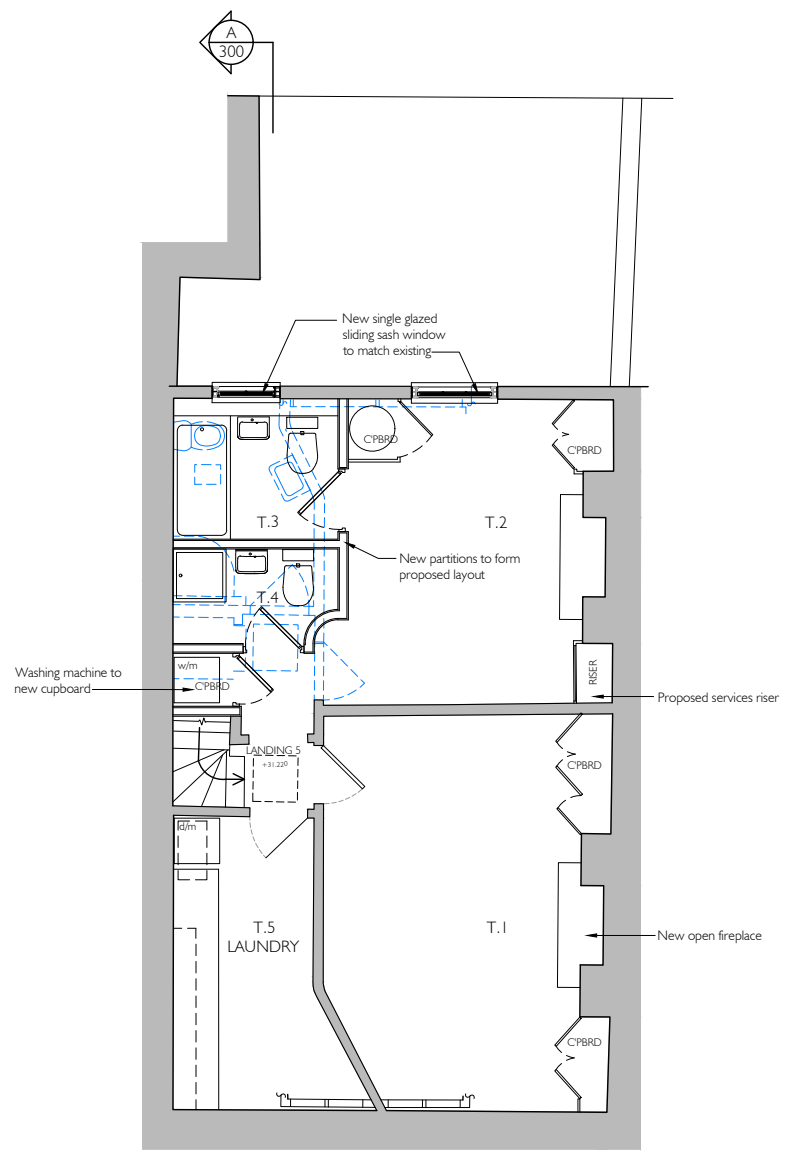 A
300
New single glazed
sliding sash window
to match existing
C'PBRD
C'PBRD
T.3
T.2
New partitions to form
proposed layout
T.4
Washing machine to
new cupboard
w/m
C'PBRD
RISER
Proposed services riser
LANDING 5
+31.220
C'PBRD
d/m
T.5
LAUNDRY
T.1
New open fireplace
C'PBRD